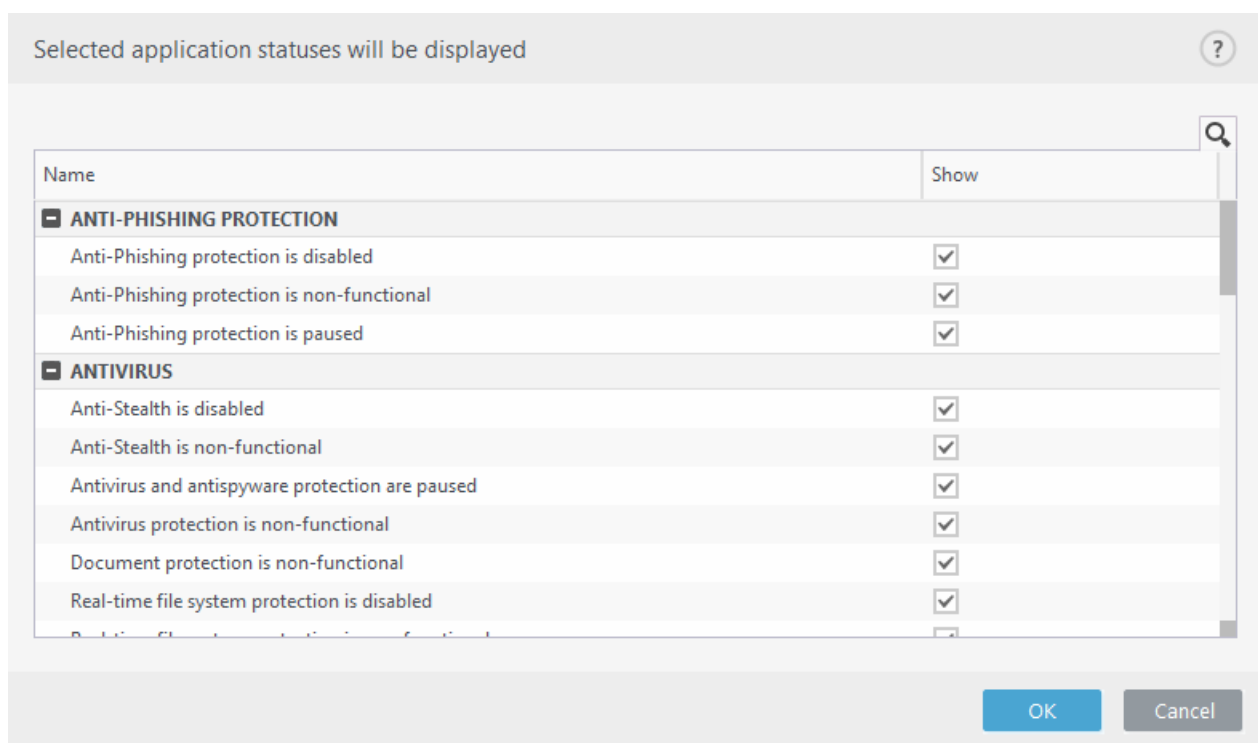 Selected application statuses will be displayed
?
Name Show
ANTI-PHISHING PROTECTION
Anti-Phishing protection is disabled
Anti-Phishing protection is non-functional
Anti-Phishing protection is paused
ANTIVIRUS
Anti-Stealth is disabled
Anti-Stealth is non-functional
Antivirus and antispyware protection are paused
Antivirus protection is non-functional
Document protection is non-functional
Real-time file system protection is disabled
OK Cancel